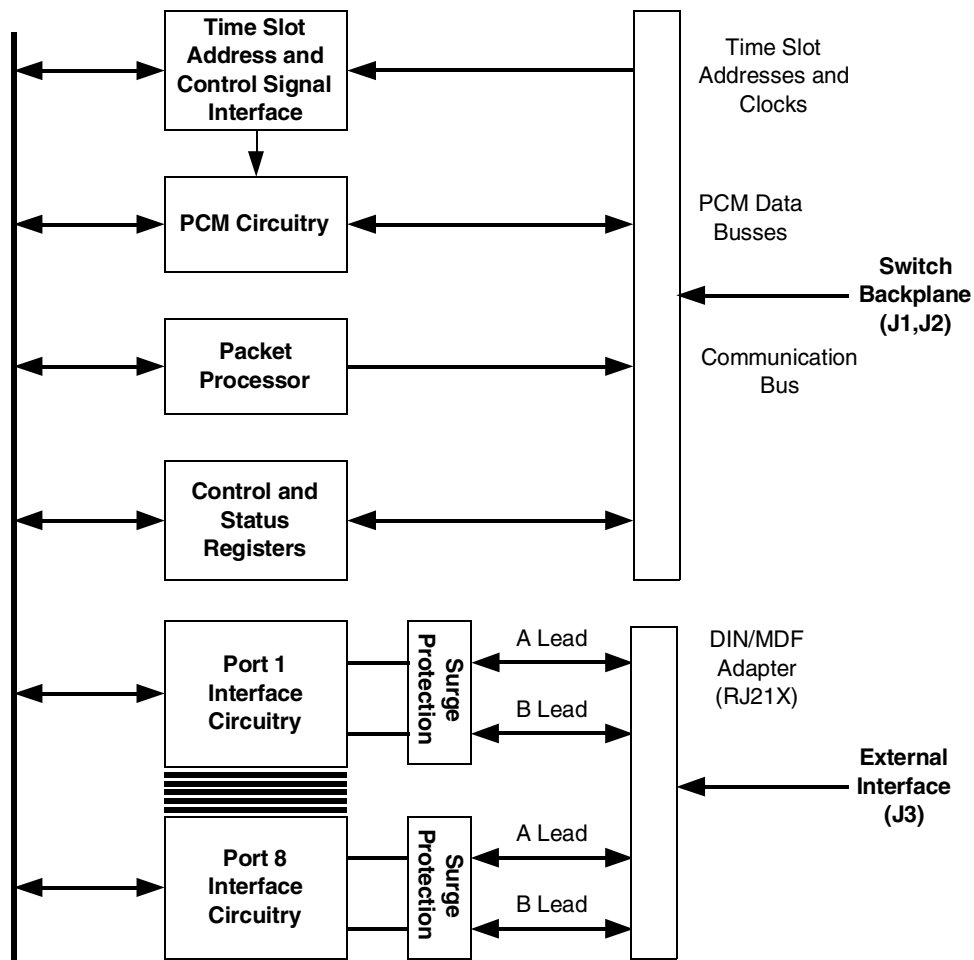 Time Slot
Address and
Control Signal
Interface
Time Slot
Addresses and
Clocks
PCM Circuitry
PCM Data
Busses
Switch
Backplane
(J1,J2)
Packet
Processor
Communication
Bus
Control and
Status
Registers
Port 1
Interface
Circuitry
Surge
Protection
A Lead
B Lead
DIN/MDF
Adapter
(RJ21X)
External
Interface
(J3)
Port 8
Interface
Circuitry
Surge
Protection
A Lead
B Lead